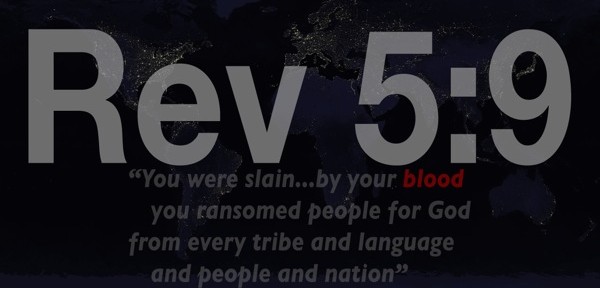 Rev 5:9
“You were slain...by your blood
you ransomed people for God
from every tribe and language
and people and nation”